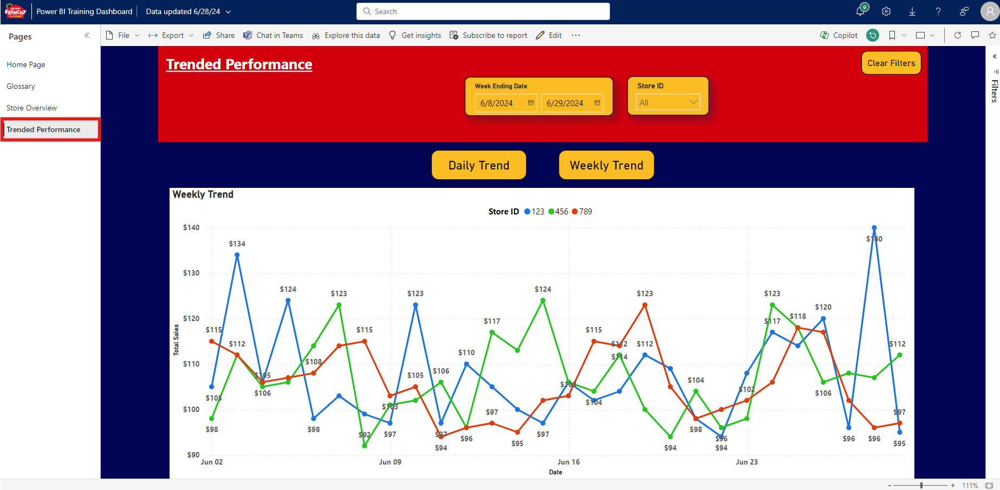 KRISPY
KRUNCHY
CHICKEN
Power BI Training Dashboard
Data updated 6/28/24
Search
9
Pages
File
Export
Share
Chat in Teams
Explore this data
Get insights
Subscribe to report
Edit
Copilot
Home Page
Glossary
Store Overview
Trended Performance
Trended Performance
Clear Filters
Week Ending Date
Store ID
6/8/2024
6/29/2024
All
Filters
Daily Trend
Weekly Trend
Weekly Trend
Store ID 123 456 789
Total Sales
$140
$130
$120
$110
$100
$90
$115
$105
$98
$134
$112
$105
$106
$124
$108
$98
$123
$115
$92
$103
$97
$123
$105
$106
$97
$94
$110
$96
$117
$97
$95
$124
$97
$103
$115
$104
$112
$114
$123
$112
$94
$104
$98
$96
$94
$102
$123
$117
$118
$120
$106
$96
$140
$96
$112
$97
$95
Jun 02
Jun 09
Jun 16
Jun 23
Date
- + 111%